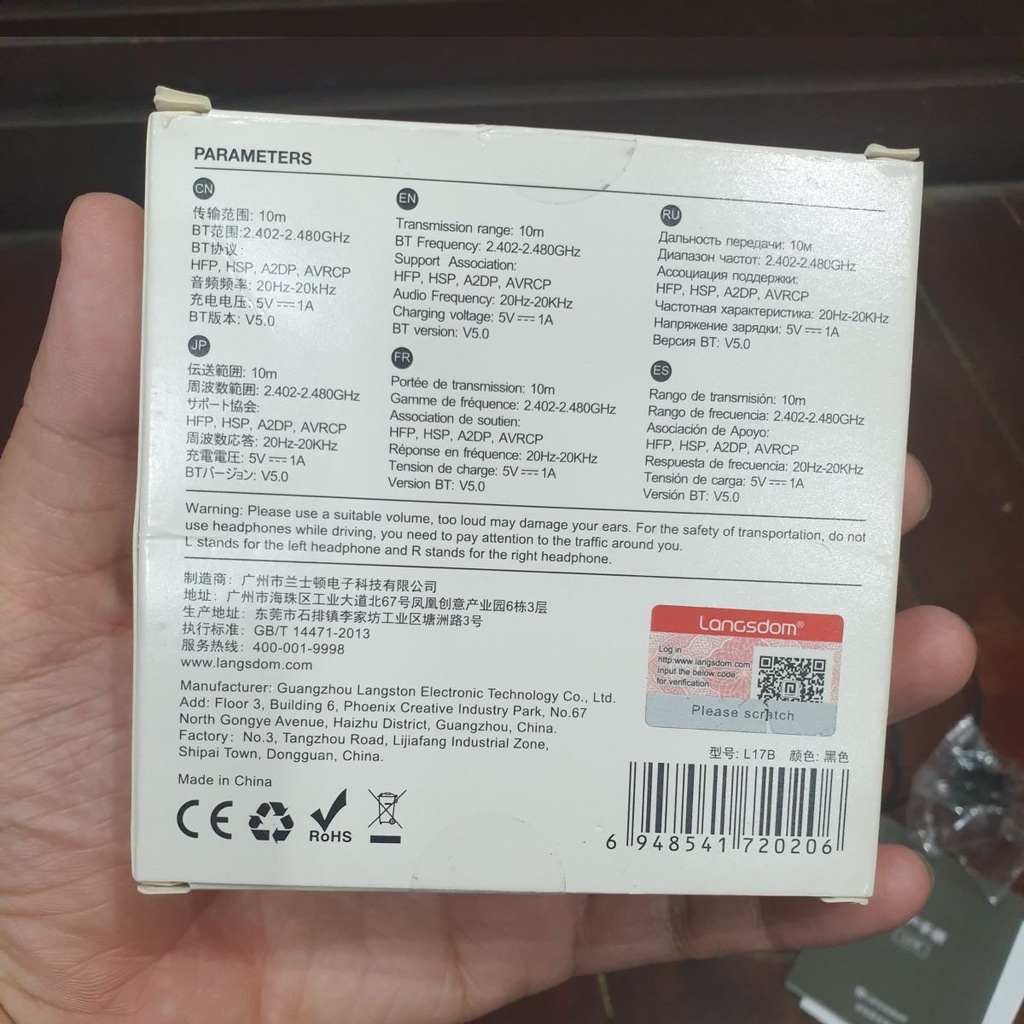 PARAMETERS
CN
传输范围: 10m
BT范围:2.402-2.480GHz
BT协议:
HFP, HSP, A2DP, AVRCP
音频频率: 20Hz-20kHz
充电电压: 5V⎓1A
BT版本: V5.0
EN
Transmission range: 10m
BT Frequency: 2.402-2.480GHz
Support Association:
HFP, HSP, A2DP, AVRCP
Audio Frequency: 20Hz-20KHz
Charging voltage: 5V⎓1A
BT version: V5.0
RU
Дальность передачи: 10м
Диапазон частот: 2.402-2.480GHz
Ассоциация поддержки:
HFP, HSP, A2DP, AVRCP
Частотная характеристика: 20Hz-20KHz
Напряжение зарядки: 5V⎓1A
Версия BT: V5.0
JP
伝送範囲: 10m
周波数範囲: 2.402-2.480GHz
サポート協会:
HFP, HSP, A2DP, AVRCP
周波数応答: 20Hz-20KHz
充電電圧: 5V⎓1A
BTバージョン: V5.0
FR
Portée de transmission: 10m
Gamme de fréquence: 2.402-2.480GHz
Association de soutien:
HFP, HSP, A2DP, AVRCP
Réponse en fréquence: 20Hz-20KHz
Tension de charge: 5V⎓1A
Version BT: V5.0
ES
Rango de transmisión: 10m
Rango de frecuencia: 2.402-2.480GHz
Asociación de Apoyo:
HFP, HSP, A2DP, AVRCP
Respuesta de frecuencia: 20Hz-20KHz
Tensión de carga: 5V⎓1A
Versión BT: V5.0
Warning: Please use a suitable volume, too loud may damage your ears. For the safety of transportation, do not
use headphones while driving, you need to pay attention to the traffic around you.
L stands for the left headphone and R stands for the right headphone.
制造商: 广州市兰士顿电子科技有限公司
地址: 广州市海珠区工业大道北67号凤凰创意产业园6栋3层
生产地址: 东莞市石排镇李家坊工业区塘洲路3号
执行标准: GB/T 14471-2013
服务热线: 400-001-9998
www.langsdom.com
Manufacturer: Guangzhou Langston Electronic Technology Co., Ltd.
Add: Floor 3, Building 6, Phoenix Creative Industry Park, No.67
North Gongye Avenue, Haizhu District, Guangzhou, China.
Factory: No.3, Tangzhou Road, Lijiafang Industrial Zone,
Shipai Town, Dongguan, China.
Made in China
CE
RoHS
Langsdom®
Log in
http:www.langsdom.com
Input the below code
for verification
Please scratch
型号: L17B 颜色: 黑色
6 948541 720206